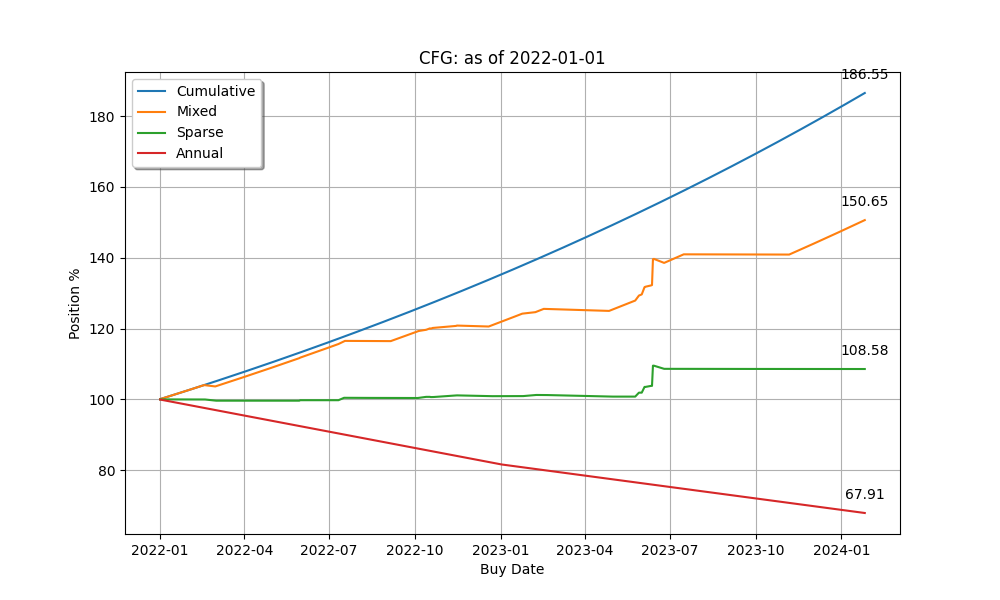 CFG: as of 2022-01-01
186.55
Cumulative
Mixed
Sparse
Annual
150.65
108.58
67.91
Position %
180
160
140
120
100
80
2022-01 2022-04 2022-07 2022-10 2023-01 2023-04 2023-07 2023-10 2024-01
Buy Date